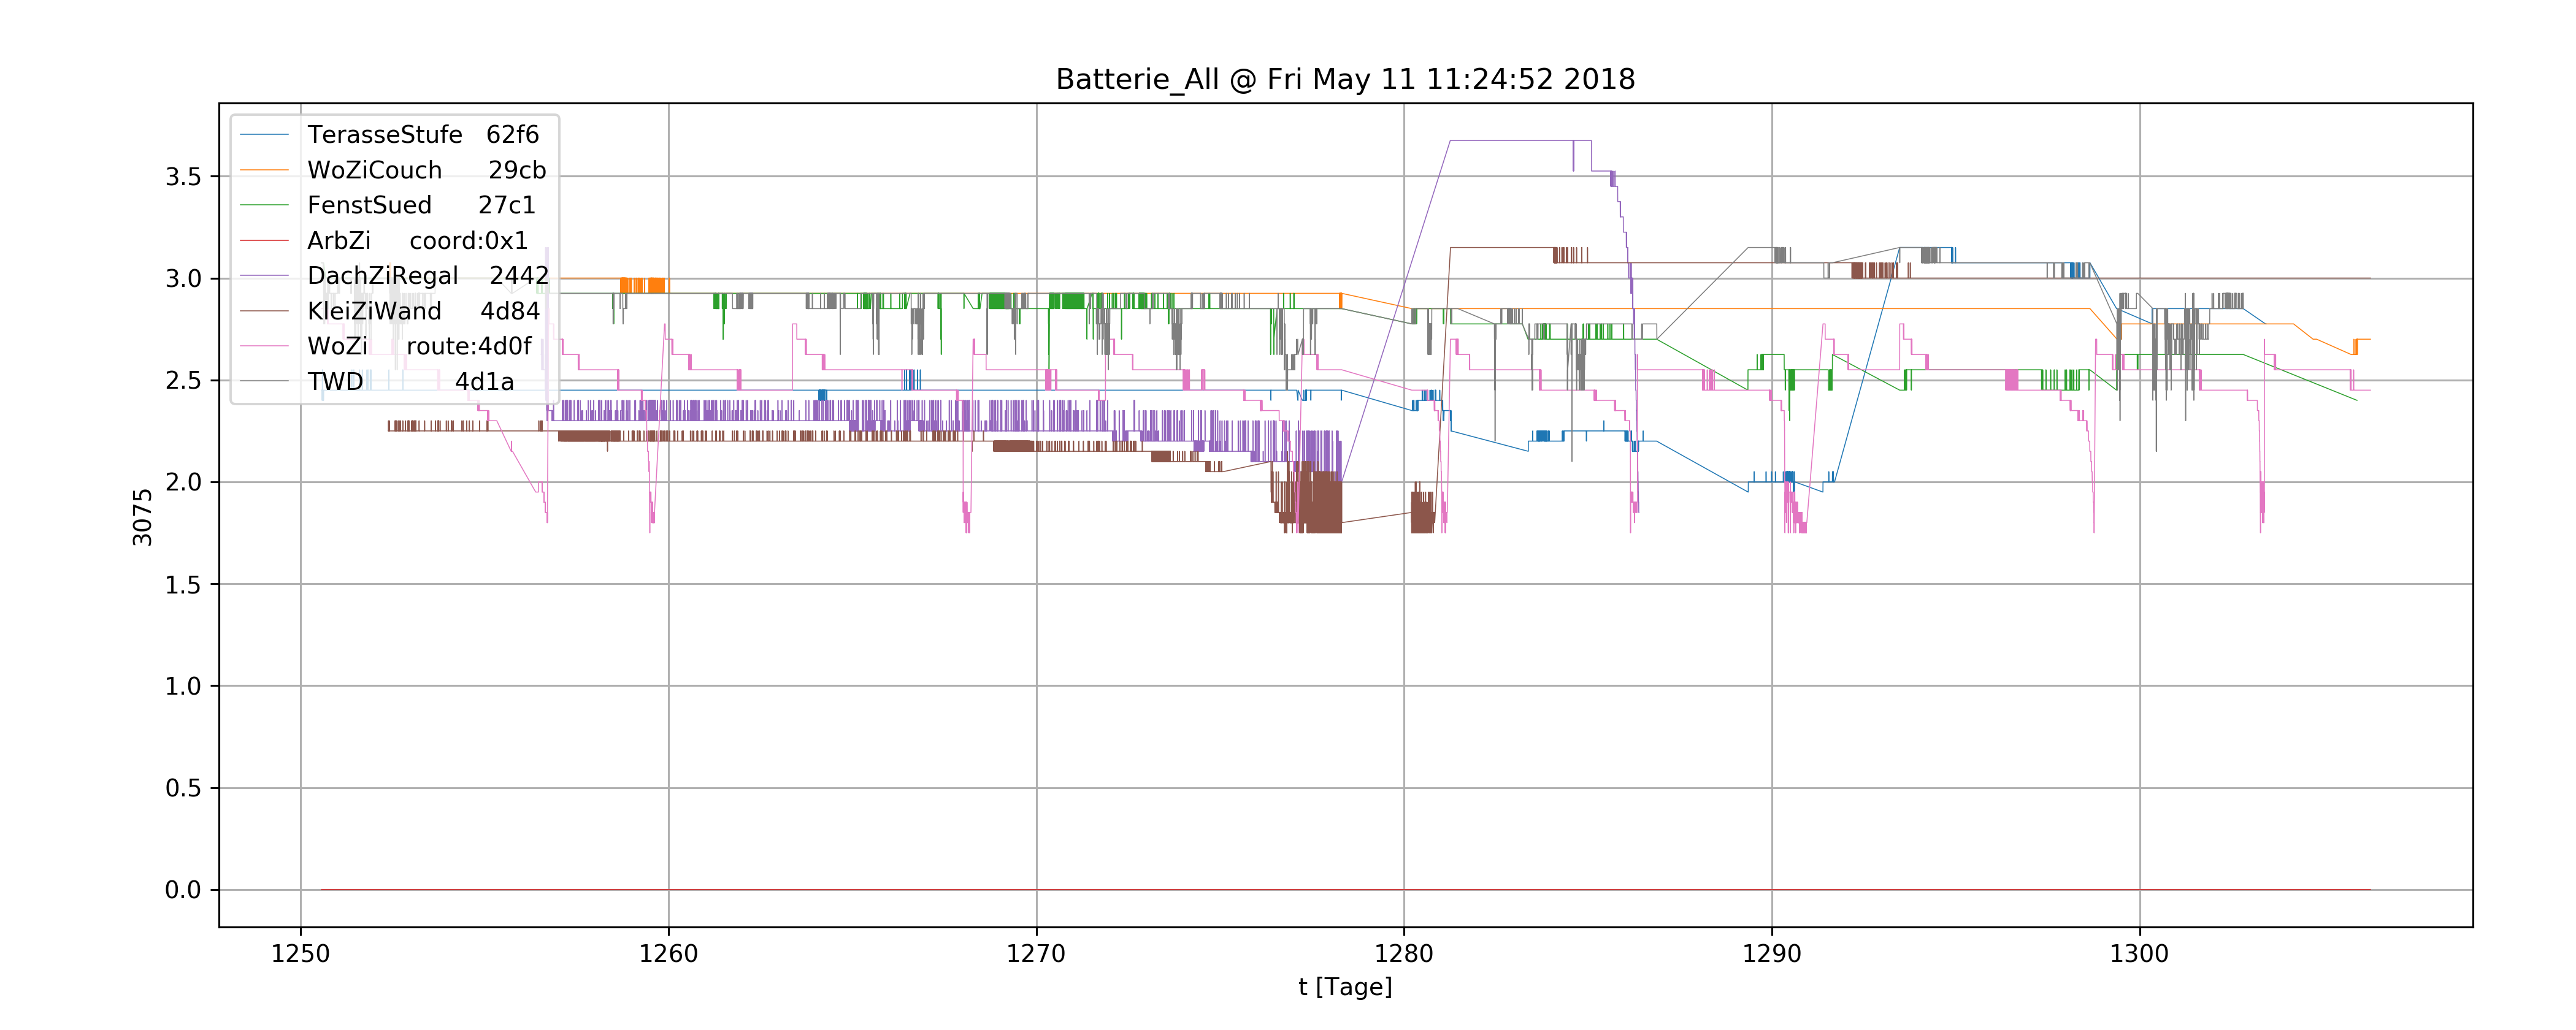 Batterie_All @ Fri May 11 11:24:52 2018
TerasseStufe 62f6
WoZiCouch 29cb
FenstSued 27c1
ArbZi coord:0x1
DachZiRegal 2442
KleiZiWand 4d84
WoZi route:4d0f
TWD 4d1a
3.5
3.0
2.5
2.0
1.5
1.0
0.5
0.0
3075
1250 1260 1270 1280 1290 1300
t [Tage]